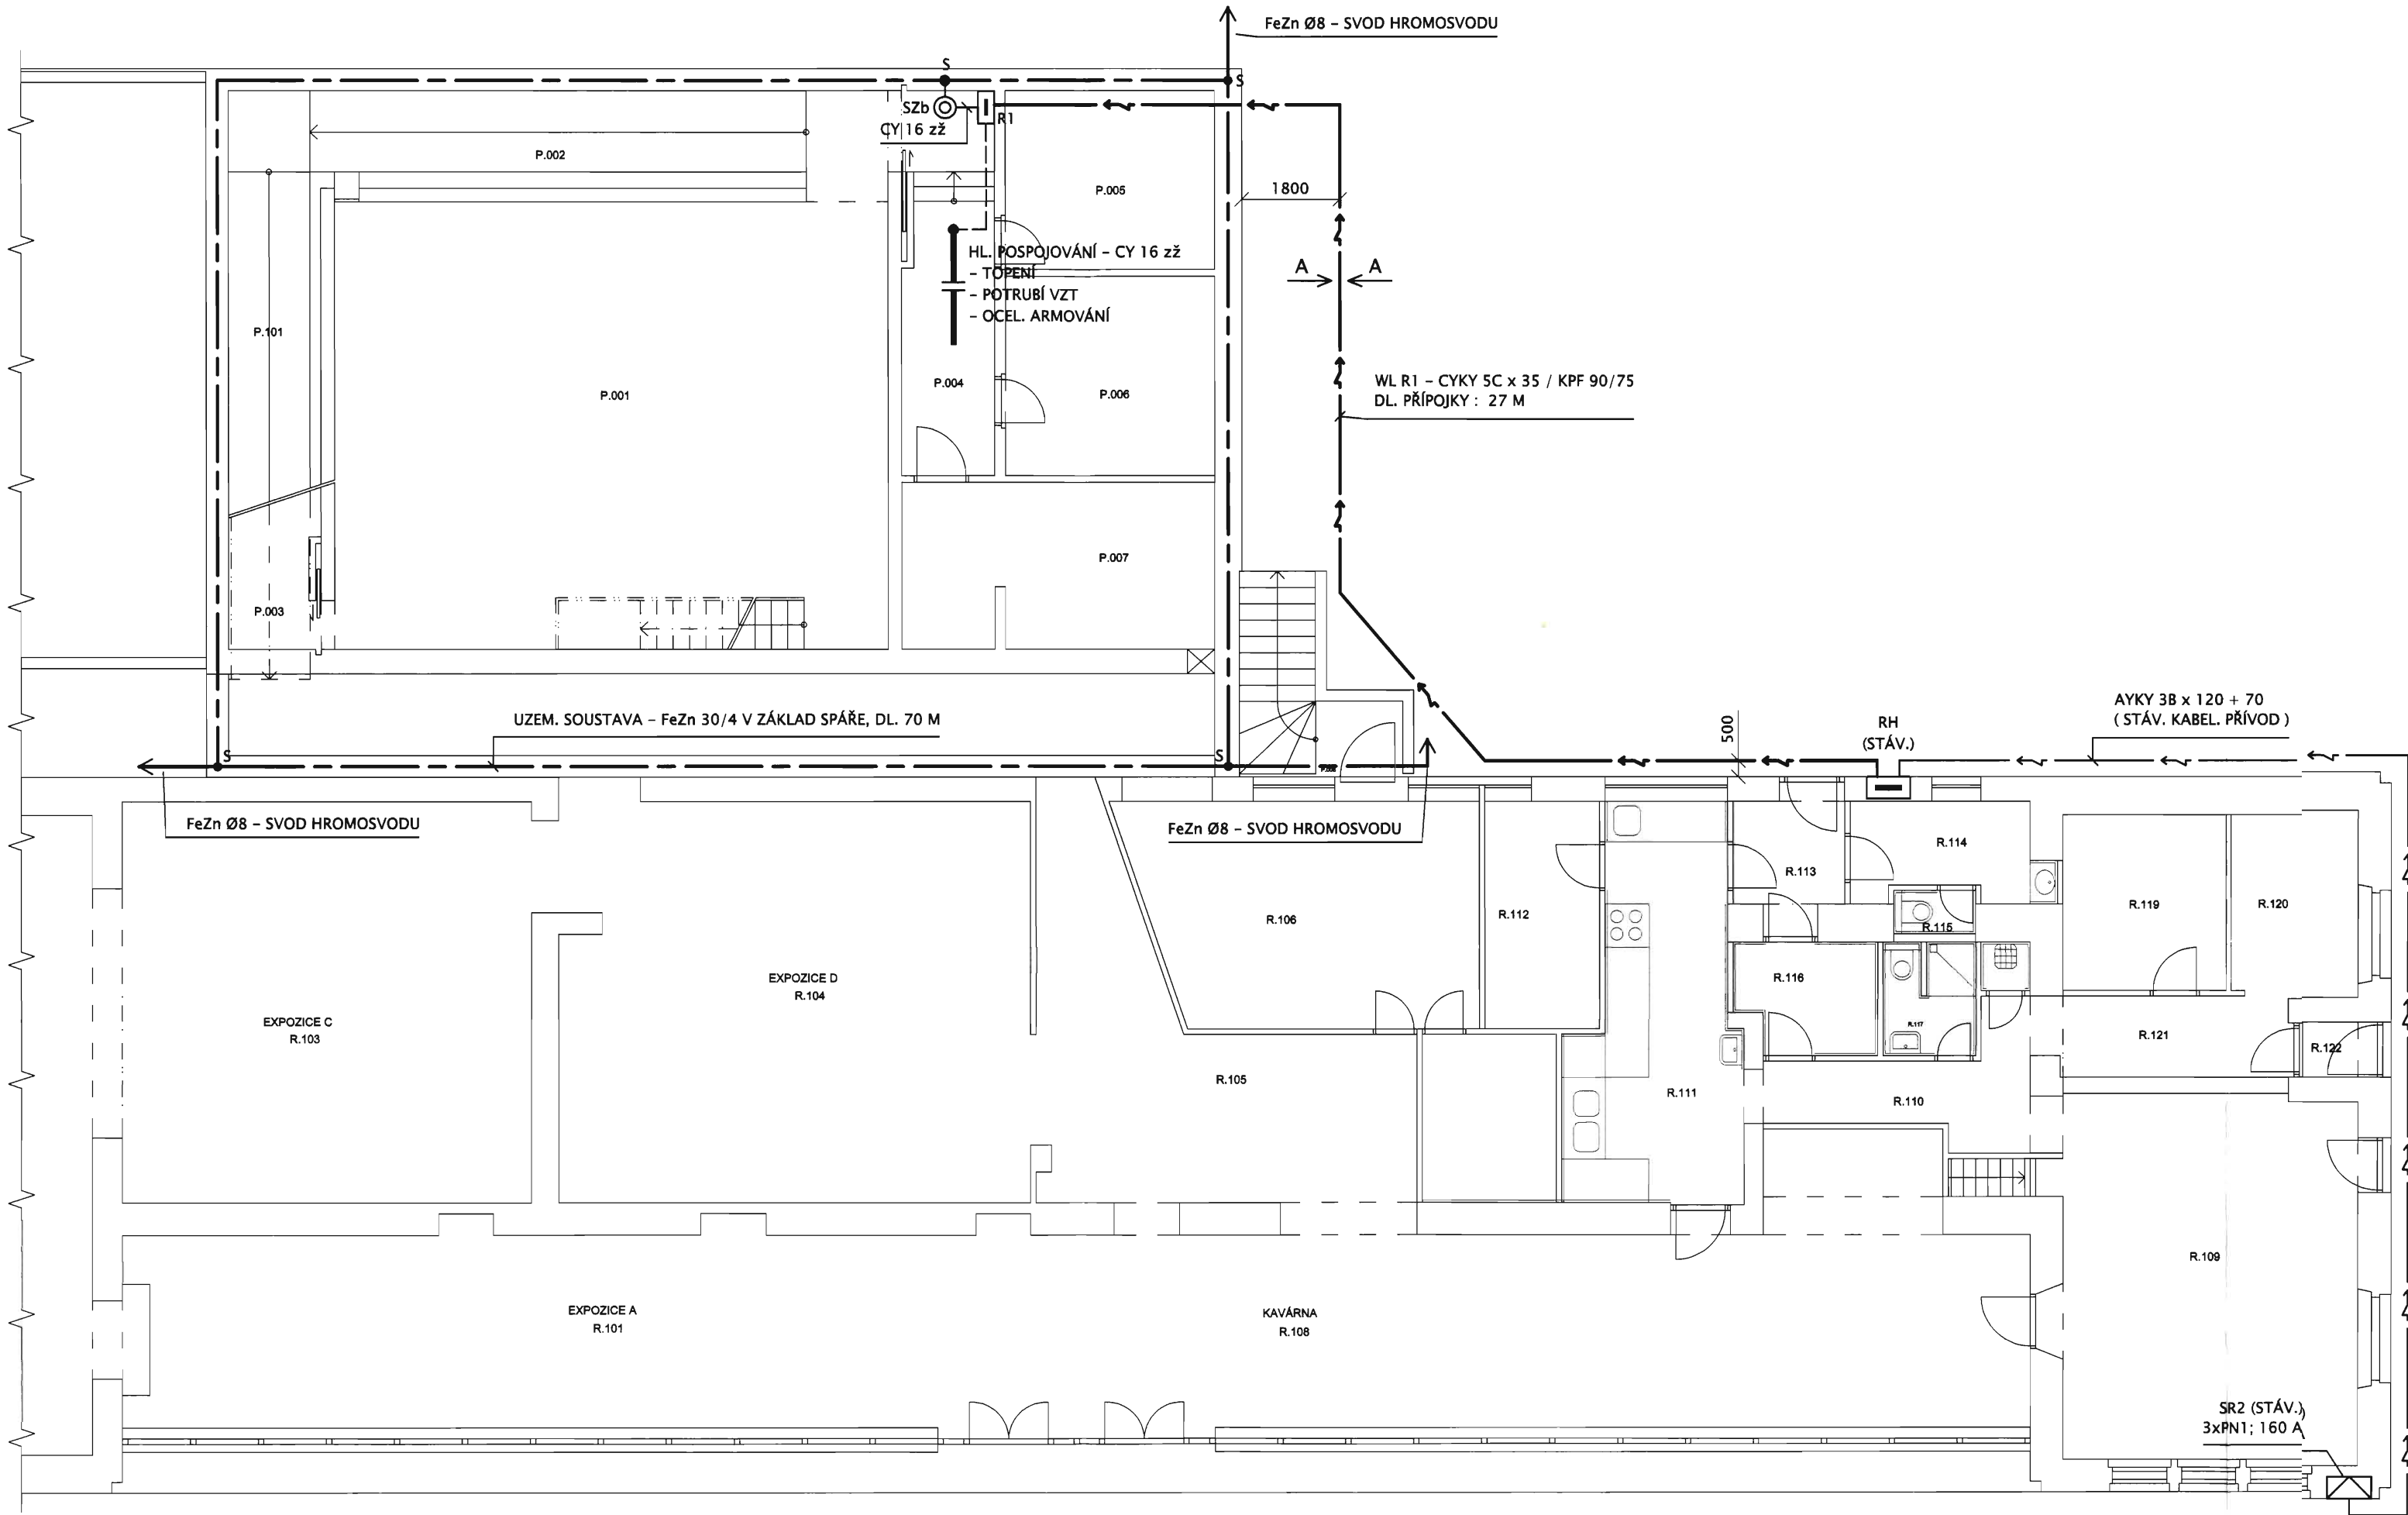 FeZn Ø8 - SVOD HROMOSVODU
S
S
SZb
CY 16 zž
R1
P.002
P.005
1800
HL. POSPOJOVÁNÍ - CY 16 zž
- TOPENÍ
- POTRUBÍ VZT
- OCEL. ARMOVÁNÍ
A
A
P.101
P.001
P.004
P.006
WL R1 - CYKY 5C x 35 / KPF 90/75
DL. PŘÍPOJKY : 27 M
P.007
P.003
UZEM. SOUSTAVA - FeZn 30/4 V ZÁKLAD SPÁŘE, DL. 70 M
S
S
500
RH
(STÁV.)
AYKY 3B x 120 + 70
( STÁV. KABEL. PŘÍVOD )
FeZn Ø8 - SVOD HROMOSVODU
FeZn Ø8 - SVOD HROMOSVODU
R.114
R.113
R.119
R.120
R.106
R.112
R.115
EXPOZICE D
R.104
R.116
EXPOZICE C
R.103
R.117
R.121
R.122
R.105
R.111
R.110
R.109
EXPOZICE A
R.101
KAVÁRNA
R.108
SR2 (STÁV.)
3xPN1; 160 A